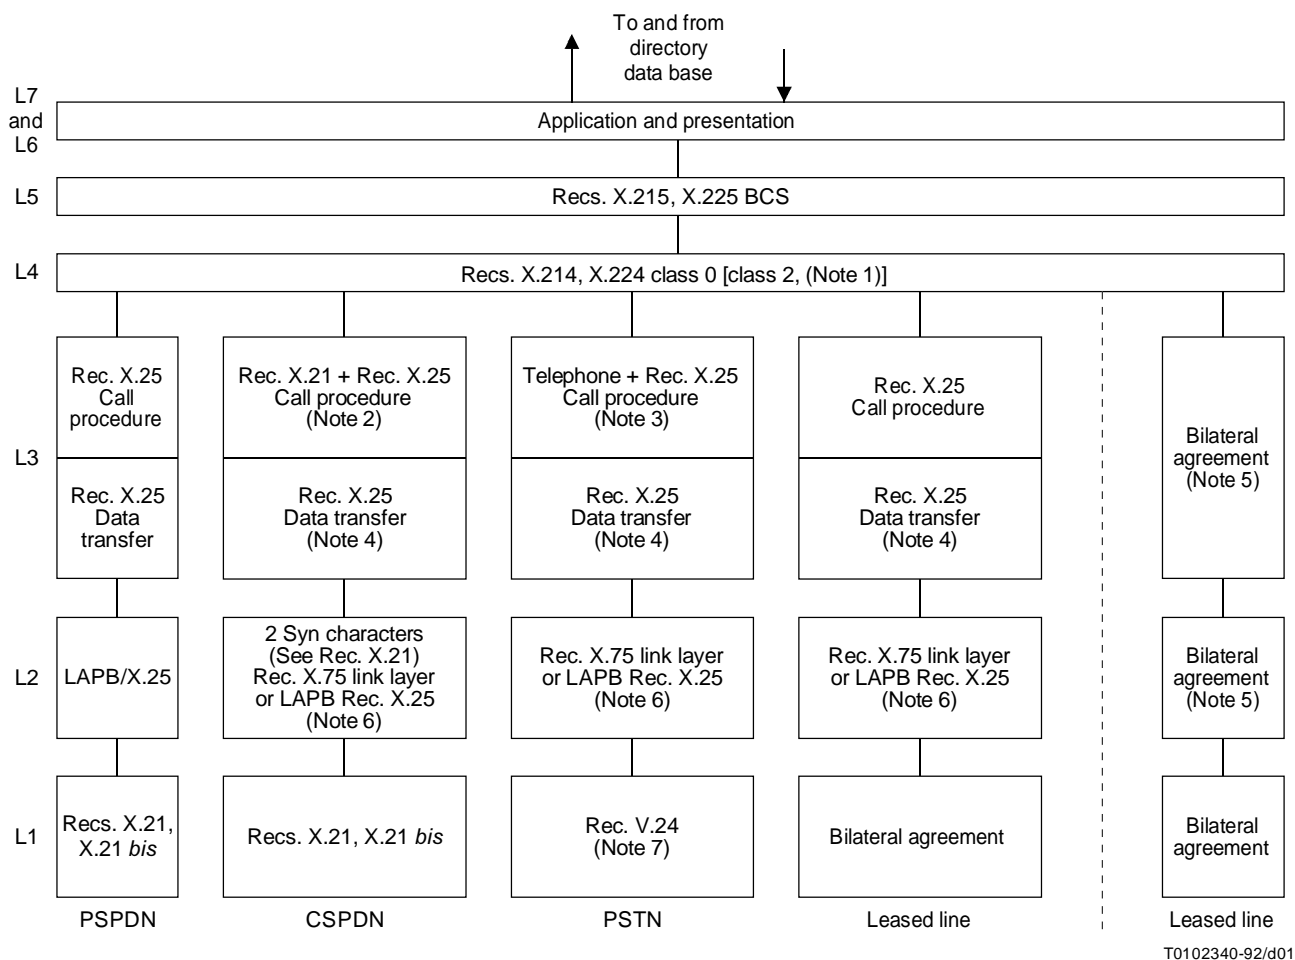 To and from
directory
data base
L7
and
L6
Application and presentation
L5
Recs. X.215, X.225 BCS
L4
Recs. X.214, X.224 class 0 [class 2, (Note 1)]
L3
Rec. X.25
Call
procedure
Rec. X.21 + Rec. X.25
Call procedure
(Note 2)
Telephone + Rec. X.25
Call procedure
(Note 3)
Rec. X.25
Call procedure
Bilateral
agreement
(Note 5)
Rec. X.25
Data
transfer
Rec. X.25
Data transfer
(Note 4)
Rec. X.25
Data transfer
(Note 4)
Rec. X.25
Data transfer
(Note 4)
L2
LAPB/X.25
2 Syn characters
(See Rec. X.21)
Rec. X.75 link layer
or LAPB Rec. X.25
(Note 6)
Rec. X.75 link layer
or LAPB Rec. X.25
(Note 6)
Rec. X.75 link layer
or LAPB Rec. X.25
(Note 6)
Bilateral
agreement
(Note 5)
L1
Recs. X.21,
X.21 bis
Recs. X.21, X.21 bis
Rec. V.24
(Note 7)
Bilateral agreement
Bilateral
agreement
PSPDN
CSPDN
PSTN
Leased line
Leased line
T0102340-92/d01